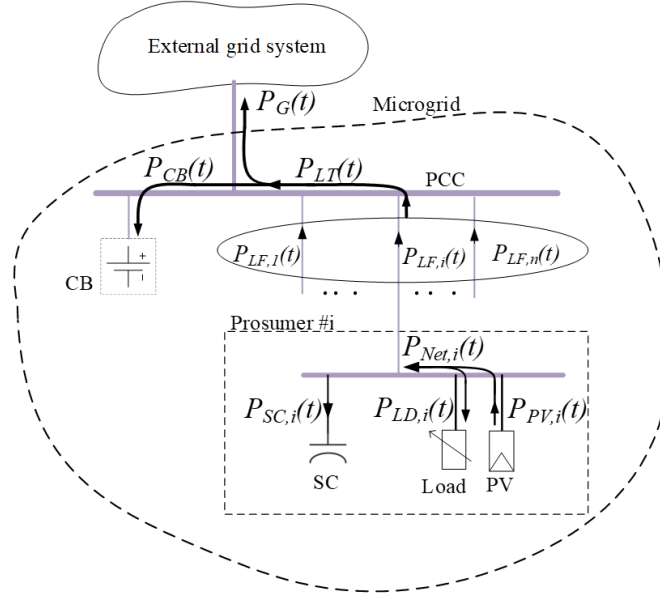 External grid system
P_G(t)
Microgrid
P_CB(t)
P_LT(t)
PCC
+
-
CB
P_LF,1(t)
P_LF,i(t)
P_LF,n(t)
.. .. .. ..
Prosumer #i
P_Net,i(t)
P_SC,i(t)
P_LD,i(t)
P_PV,i(t)
SC
Load
PV